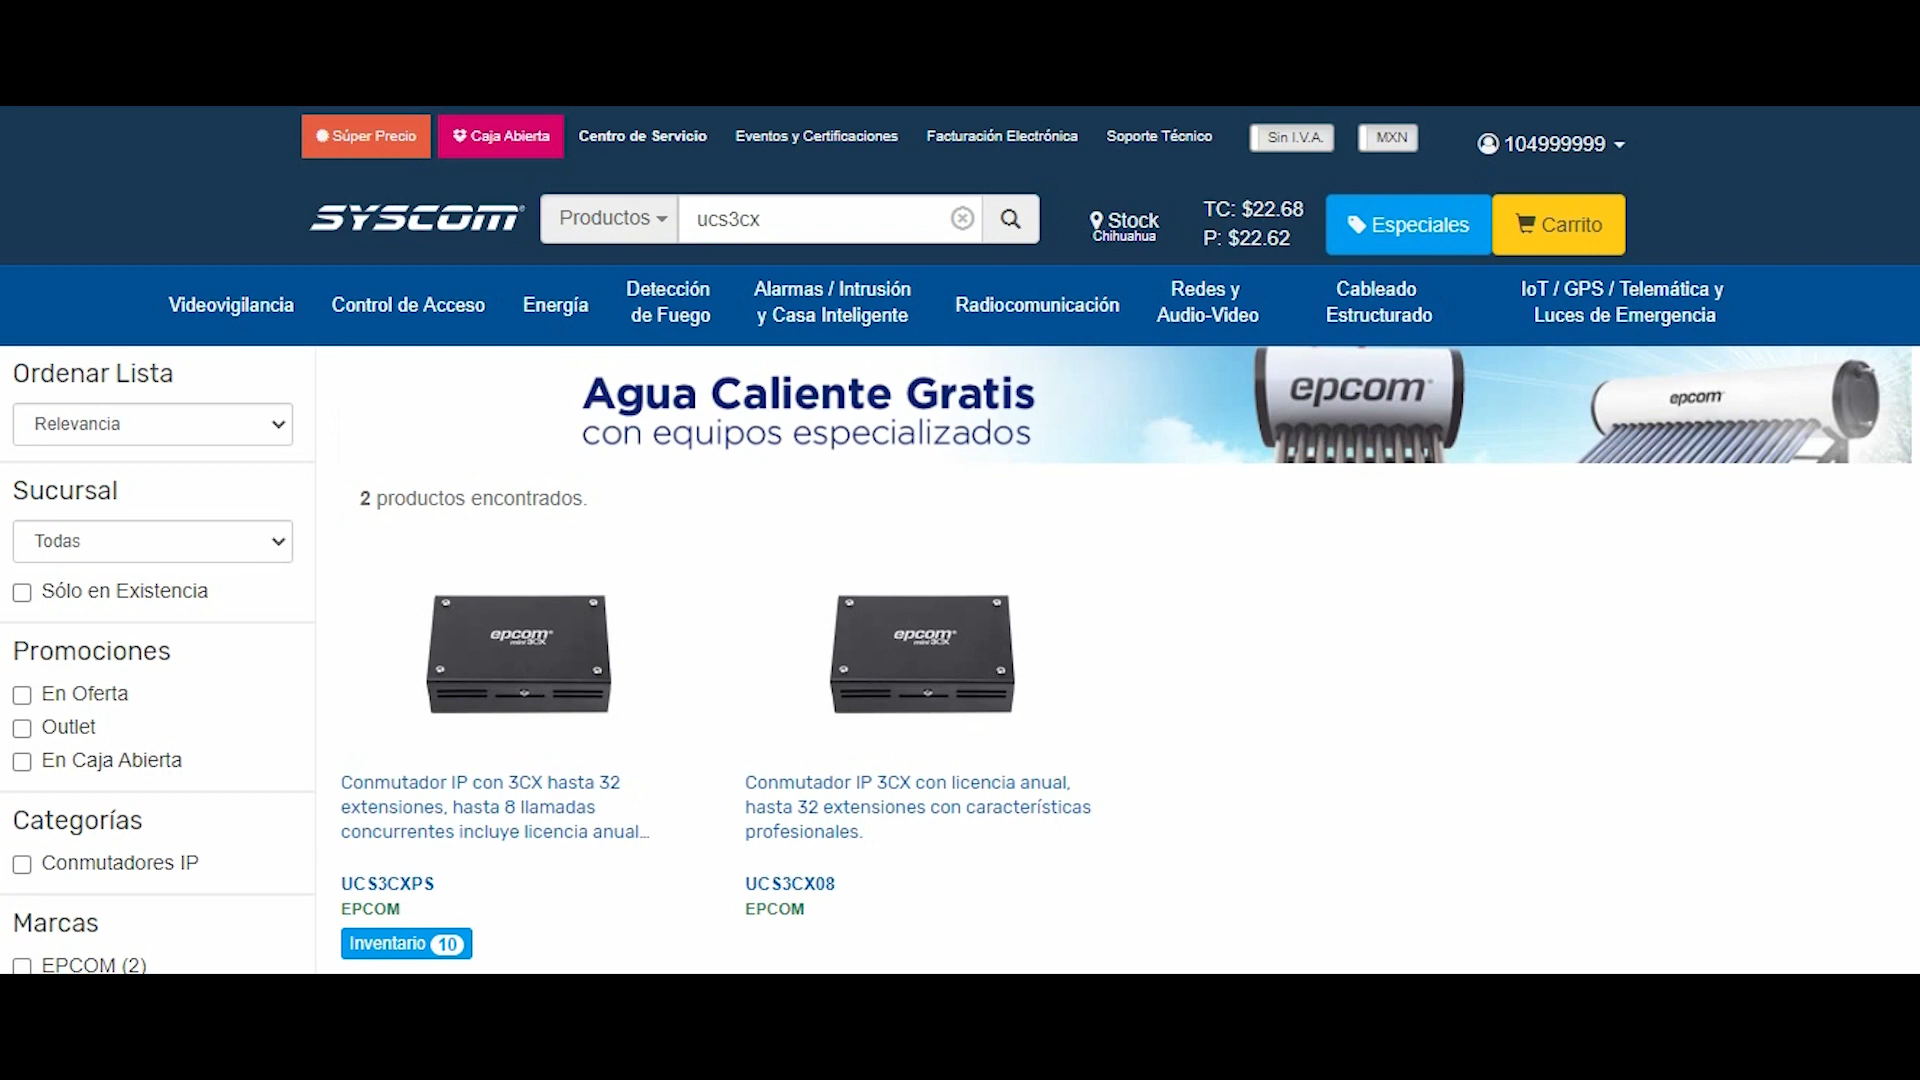 Súper Precio
Caja Abierta
Centro de Servicio
Eventos y Certificaciones
Facturación Electrónica
Soporte Técnico
Sin I.V.A.
MXN
104999999
SYSCOM
Productos
ucs3cx
Stock
Chihuahua
TC: $22.68
P: $22.62
Especiales
Carrito
Videovigilancia
Control de Acceso
Energía
Detección
de Fuego
Alarmas / Intrusión
y Casa Inteligente
Radiocomunicación
Redes y
Audio-Video
Cableado
Estructurado
IoT / GPS / Telemática y
Luces de Emergencia
Ordenar Lista
Relevancia
Sucursal
Todas
Sólo en Existencia
Promociones
En Oferta
Outlet
En Caja Abierta
Categorías
Conmutadores IP
Marcas
EPCOM (2)
Agua Caliente Gratis
con equipos especializados
epcom
epcom
2 productos encontrados.
epcom
mini 3CX
Conmutador IP con 3CX hasta 32
extensiones, hasta 8 llamadas
concurrentes incluye licencia anual...
UCS3CXPS
EPCOM
Inventario 10
epcom
mini 3CX
Conmutador IP 3CX con licencia anual,
hasta 32 extensiones con características
profesionales.
UCS3CX08
EPCOM